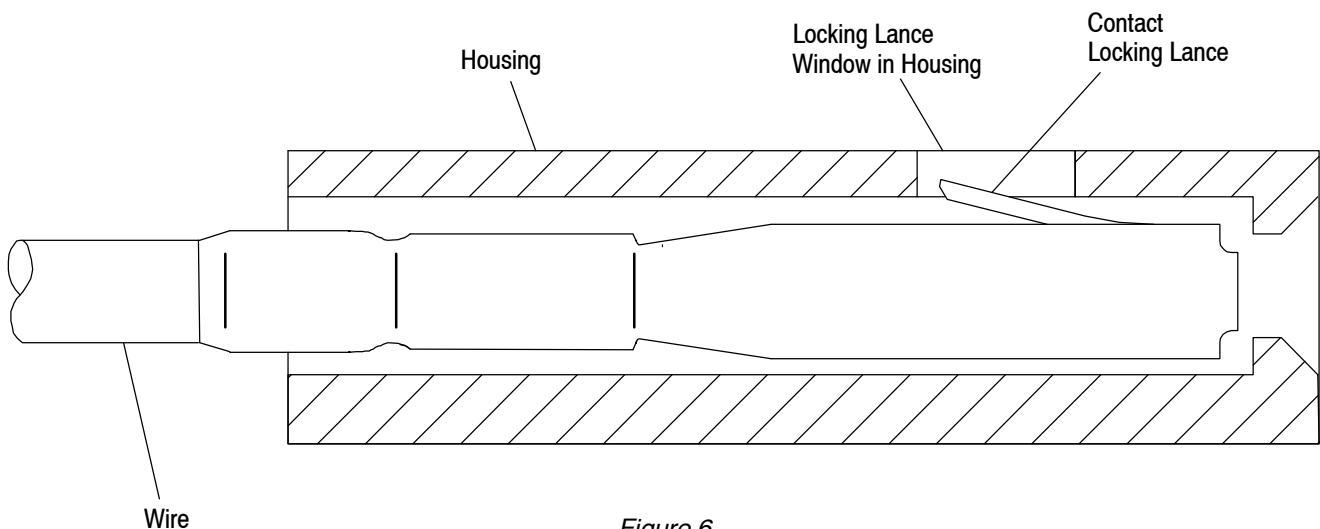 Housing
Locking Lance
Window in Housing
Contact
Locking Lance
Wire
Figure 6